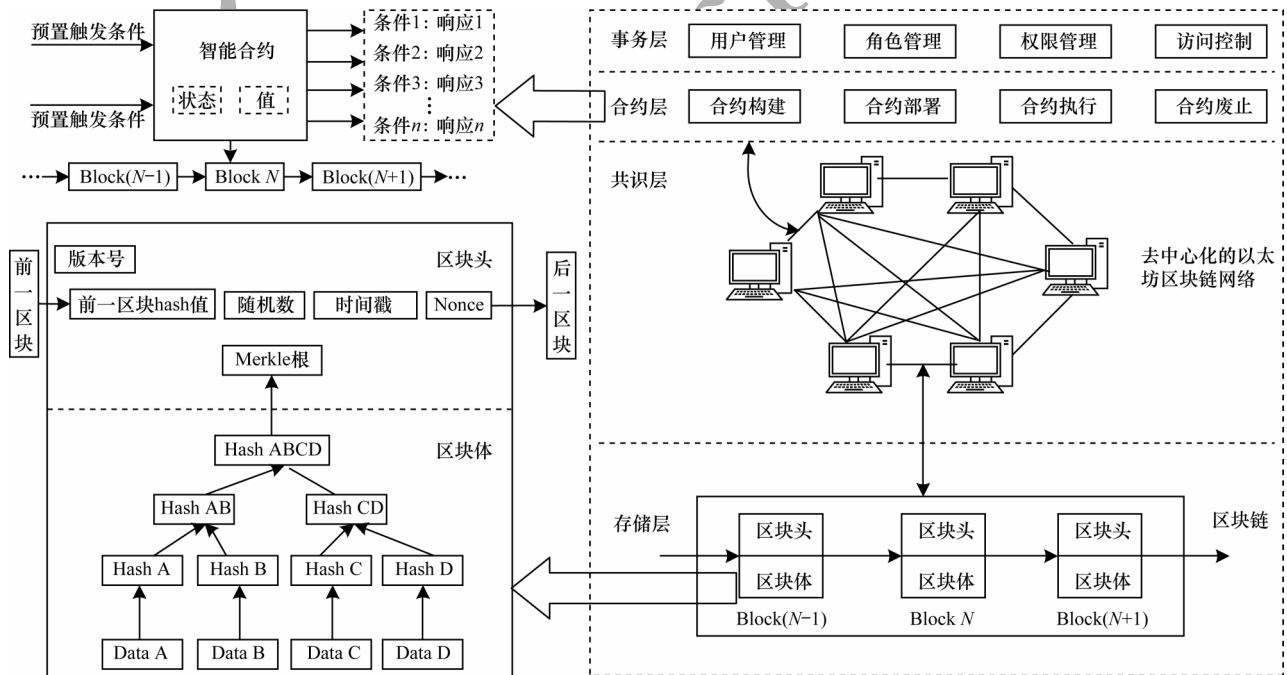 预置触发条件
预置触发条件
智能合约
状态
值
条件1：响应1
条件2：响应2
条件3：响应3
⋮
条件n：响应n
… Block(N−1) Block N Block(N+1) …
前一区块
版本号
区块头
前一区块hash值 随机数 时间戳 Nonce
后一区块
Merkle根
Hash ABCD
区块体
Hash AB Hash CD
Hash A Hash B Hash C Hash D
Data A Data B Data C Data D
事务层 用户管理 角色管理 权限管理 访问控制
合约层 合约构建 合约部署 合约执行 合约废止
共识层
去中心化的以太
坊区块链网络
存储层
区块头 区块头 区块头
区块链
区块体 区块体 区块体
Block(N−1) Block N Block(N+1)